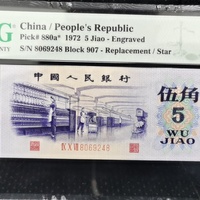 G
NTY
China / People's Republic
Pick# 880a* 1972 5 Jiao - Engraved
S/N 8069248 Block 907 - Replacement / Star
中国人民银行
伍角
5
WU
JIAO
8069248